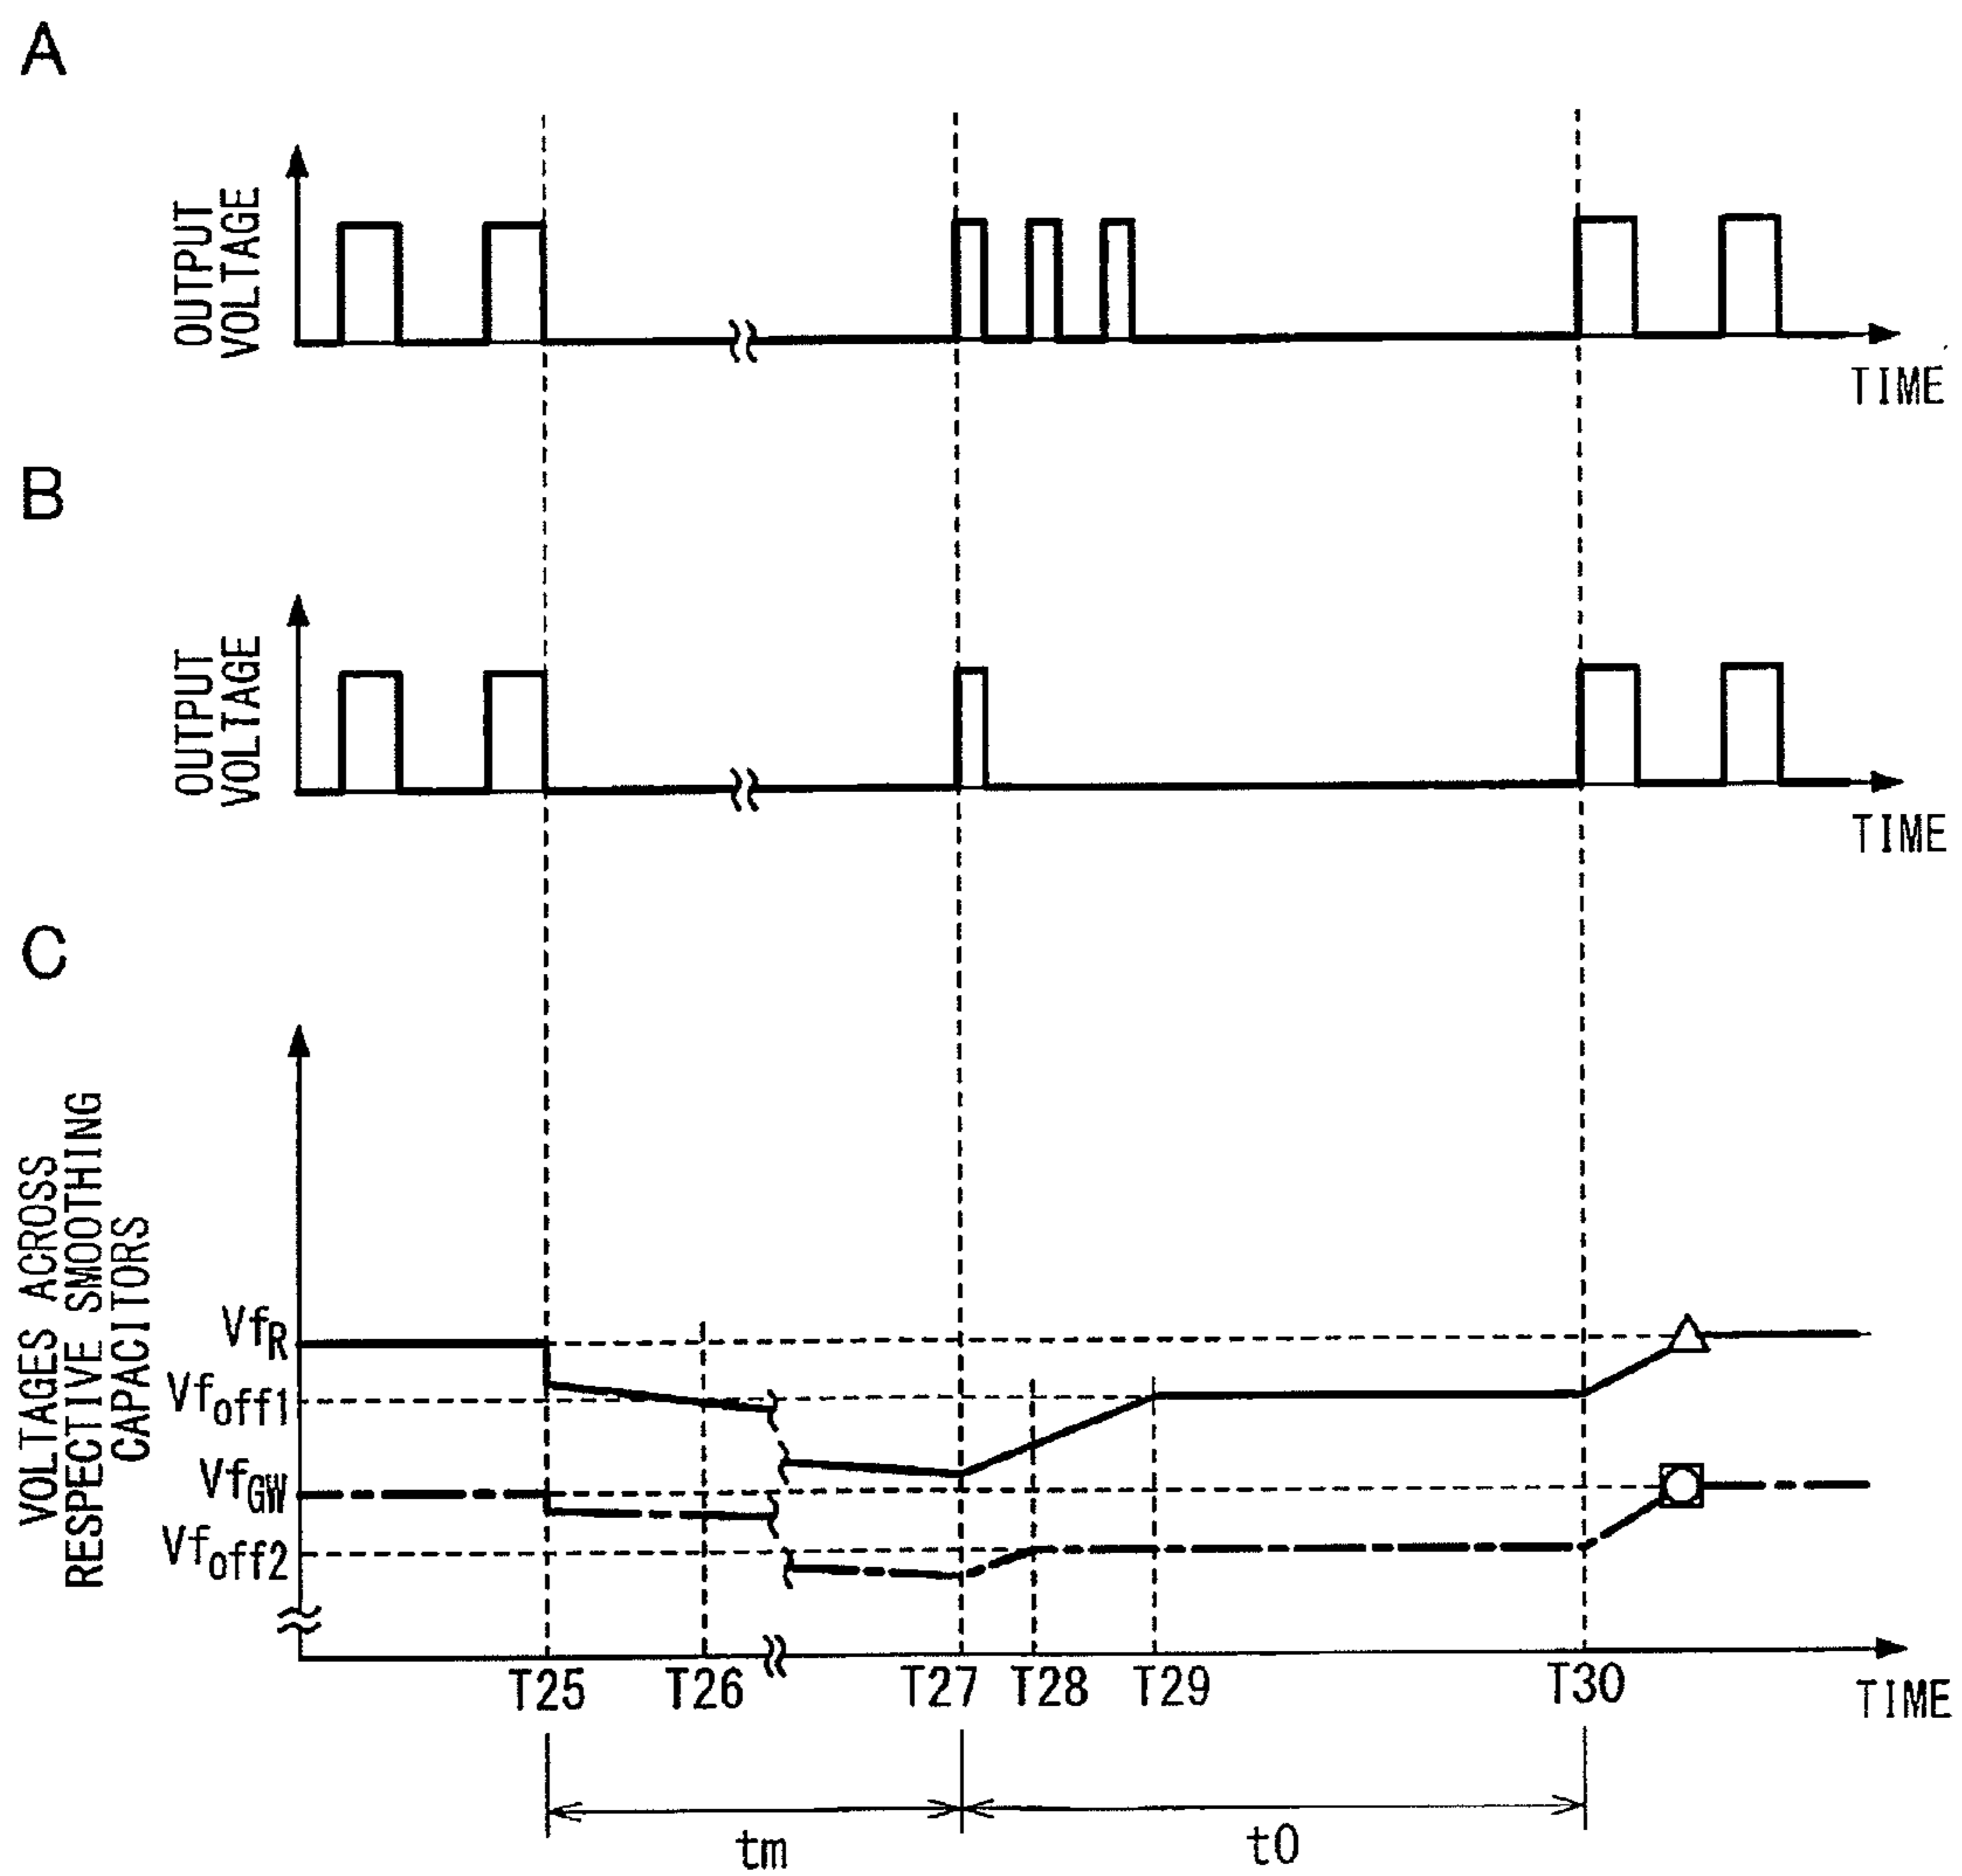 A
OUTPUT
VOLTAGE
TIME
B
OUTPUT
VOLTAGE
TIME
C
VOLTAGES ACROSS
RESPECTIVE SMOOTHING
CAPACITORS
VfR
Vfoff1
VfGW
Vfoff2
T25 T26 T27 T28 T29 T30
TIME
tm t0